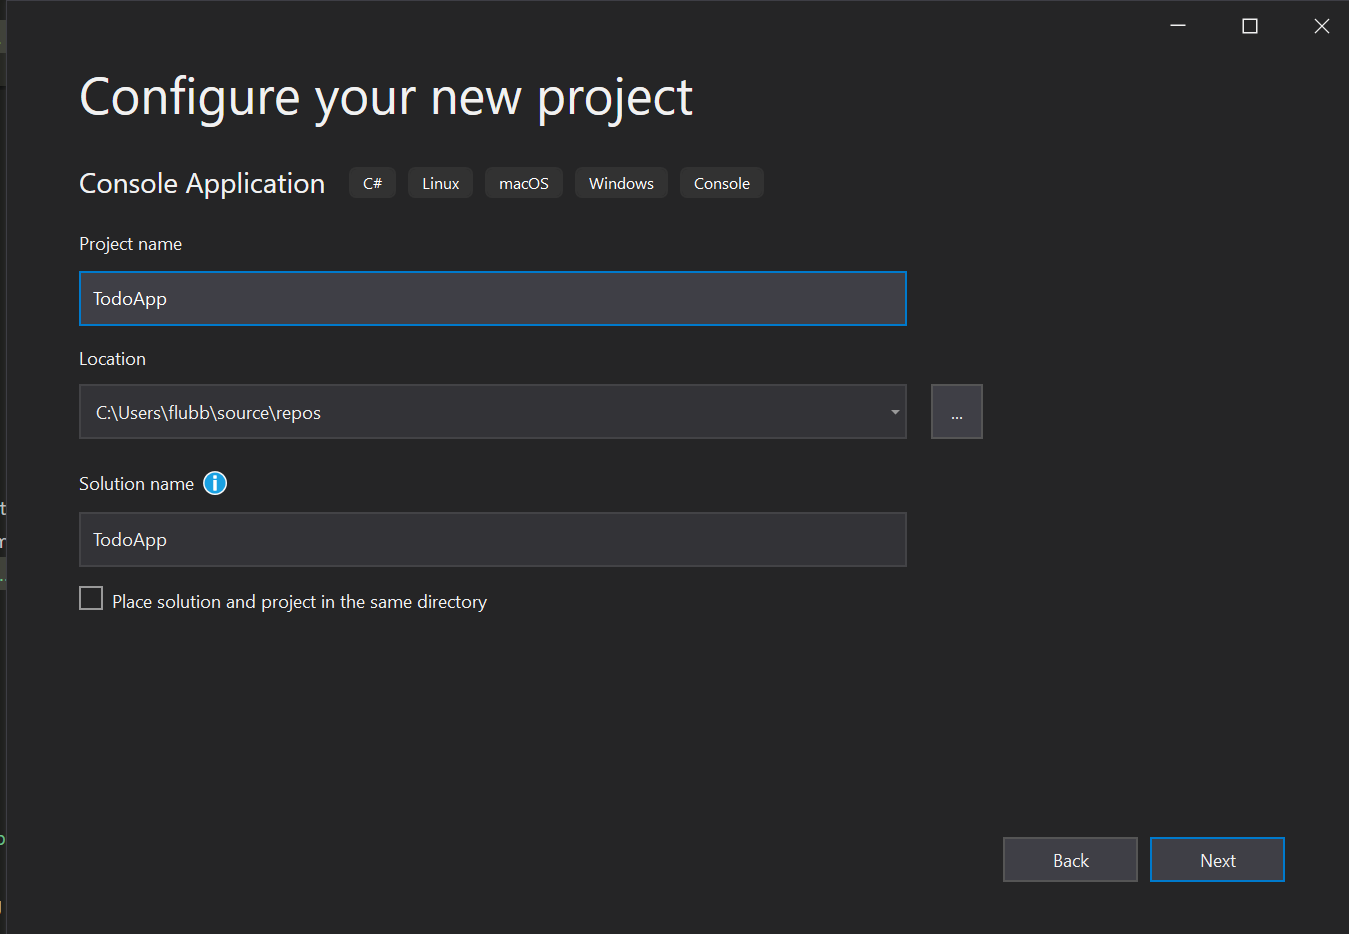 Configure your new project
Console Application C# Linux macOS Windows Console
Project name
TodoApp
Location
C:\Users\flubb\source\repos
...
Solution name
TodoApp
Place solution and project in the same directory
Back Next